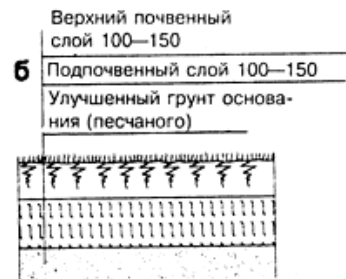 Верхний почвенный
слой 100—150
б Подпочвенный слой 100—150
Улучшенный грунт основа-
ния (песчаного)